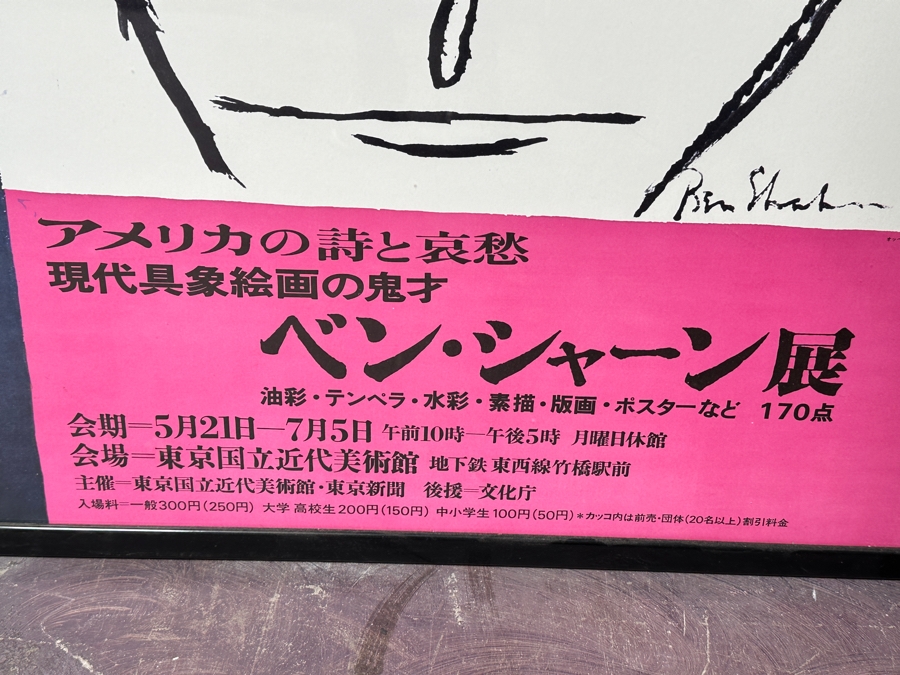 Ben Shahn
アメリカの詩と哀愁
現代具象絵画の鬼才
ベン・シャーン展
油彩・テンペラ・水彩・素描・版画・ポスターなど 170点
会期=5月21日—7月5日 午前10時—午後5時 月曜日休館
会場=東京国立近代美術館 地下鉄 東西線竹橋駅前
主催=東京国立近代美術館・東京新聞 後援=文化庁
入場料=一般300円(250円) 大学 高校生200円(150円) 中小学生100円(50円)*カッコ内は前売・団体(20名以上)割引料金